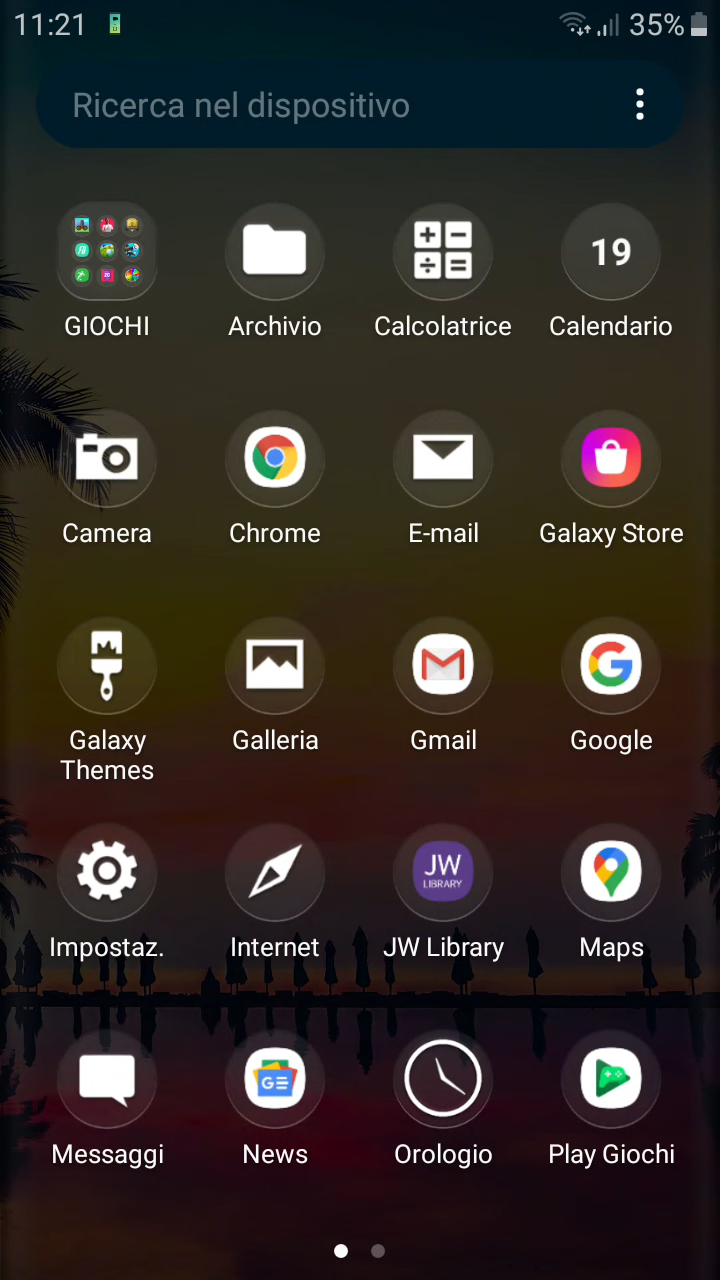 11:21 35%
Ricerca nel dispositivo
GIOCHI Archivio Calcolatrice 19 Calendario
Camera Chrome E-mail Galaxy Store
Galaxy Themes Galleria Gmail Google
JW LIBRARY
Impostaz. Internet JW Library Maps
GE
Messaggi News Orologio Play Giochi